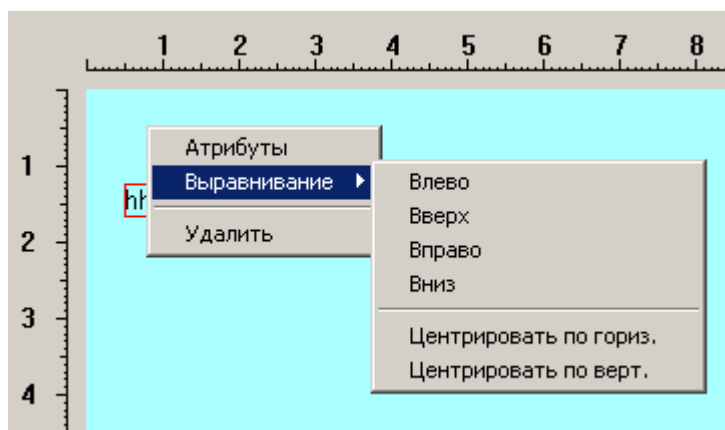 1 2 3 4 5 6 7 8
1
2
3
4
Атрибуты
Выравнивание
Удалить
Влево
Вверх
Вправо
Вниз
Центрировать по гориз.
Центрировать по верт.